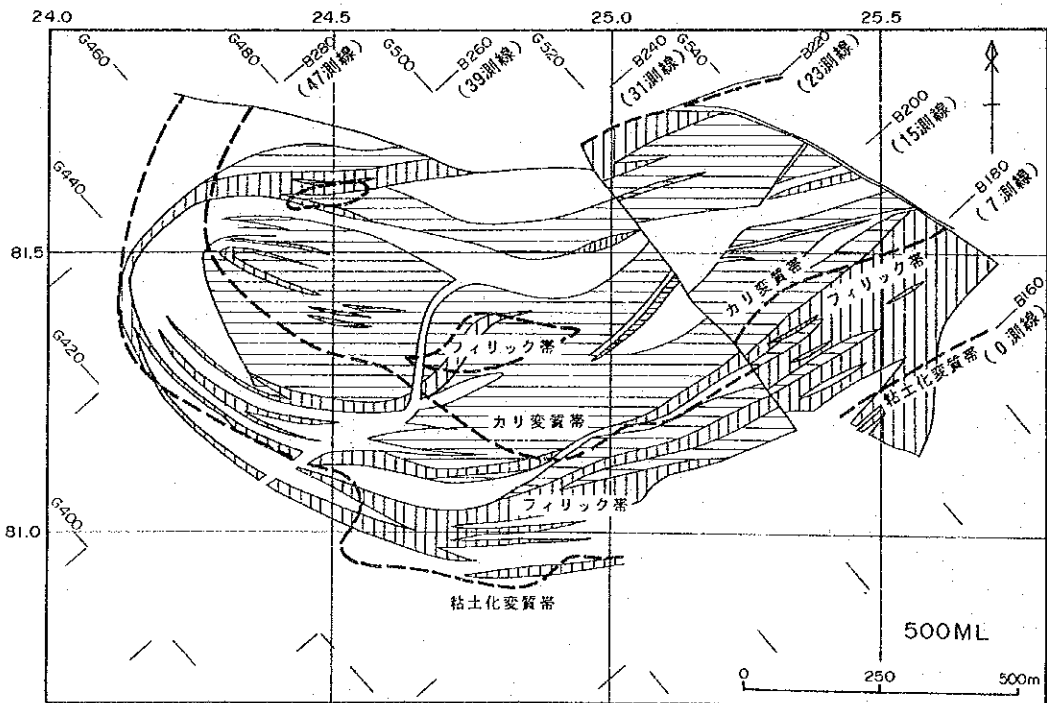 24.0
24.5
25.0
25.5
G460
G480
B280
(47測線)
G500
B260
(39測線)
G520
B240
(31測線)
G540
B220
(23測線)
B200
(15測線)
B180
(7測線)
G440
81.5
カリ変質帯
フィリック帯
B160
(0測線)
粘土化変質帯
G420
フィリック帯
カリ変質帯
フィリック帯
G400
81.0
粘土化変質帯
500ML
0
250
500m